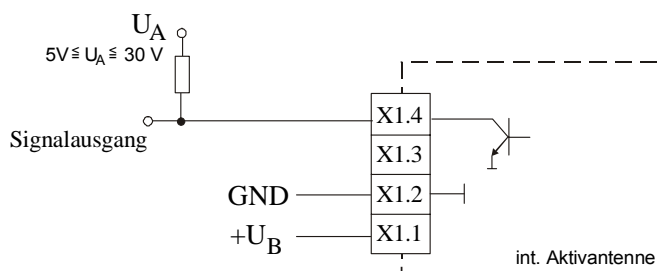 U_A
5V ≦ U_A ≦ 30 V
X1.4
Signalausgang
X1.3
GND
X1.2
+U_B
X1.1
int. Aktivantenne